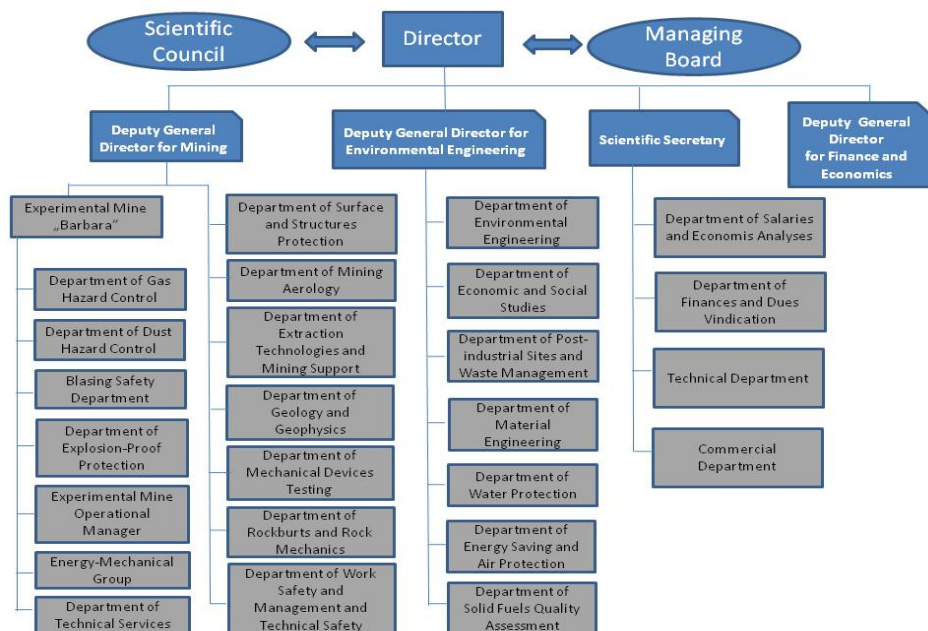 Scientific
Council
Director
Managing
Board
Deputy General
Director for Mining
Deputy General Director for
Environmental Engineering
Scientific Secretary
Deputy General
Director
for Finance and
Economics
Experimental Mine
„Barbara”
Department of Gas
Hazard Control
Department of Dust
Hazard Control
Blasing Safety
Department
Department of
Explosion-Proof
Protection
Experimental Mine
Operational
Manager
Energy-Mechanical
Group
Department of
Technical Services
Department of Surface
and Structures
Protection
Department of Mining
Aerology
Department of
Extraction
Technologies and
Mining Support
Department of
Geology and
Geophysics
Department of
Mechanical Devices
Testing
Department of
Rockburts and Rock
Mechanics
Department of Work
Safety and
Management and
Technical Safety
Department of
Environmental
Engineering
Department of
Economic and Social
Studies
Department of Post-
industrial Sites and
Waste Management
Department of
Material
Engineering
Department of
Water Protection
Department of
Energy Saving and
Air Protection
Department of
Solid Fuels Quality
Assessment
Department of Salaries
and Economis Analyses
Department of
Finances and Dues
Vindication
Technical Department
Commercial
Department